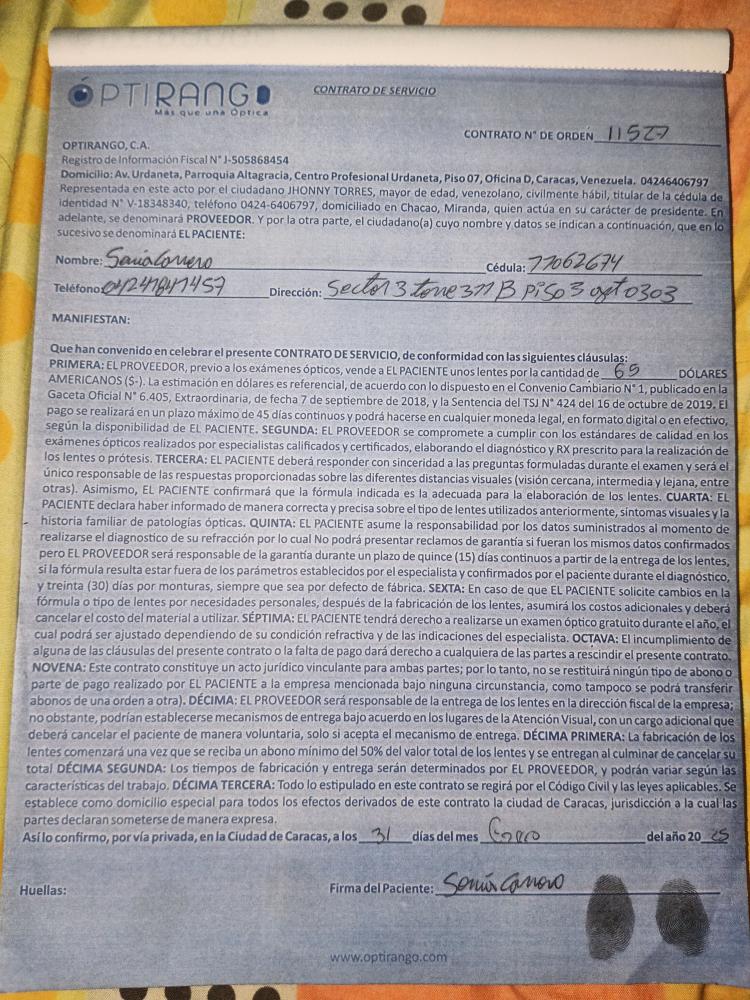 ÓPTIRANGO
Más que una Óptica
CONTRATO DE SERVICIO
CONTRATO N° DE ORDEN 11527
OPTIRANGO, C.A.
Registro de Información Fiscal N° J-505868454
Domicilio: Av. Urdaneta, Parroquia Altagracia, Centro Profesional Urdaneta, Piso 07, Oficina D, Caracas, Venezuela. 04246406797
Representada en este acto por el ciudadano JHONNY TORRES, mayor de edad, venezolano, civilmente hábil, titular de la cédula de
identidad N° V-18348340, teléfono 0424-6406797, domiciliado en Chacao, Miranda, quien actúa en su carácter de presidente. En
adelante, se denominará PROVEEDOR. Y por la otra parte, el ciudadano(a) cuyo nombre y datos se indican a continuación, que en lo
sucesivo se denominará EL PACIENTE:
Nombre: Sonia Carrero Cédula: 77062674
Teléfono: 04241841457 Dirección: Sector 3 torre 311 B Piso 3 apt 0303
MANIFIESTAN:
Que han convenido en celebrar el presente CONTRATO DE SERVICIO, de conformidad con las siguientes cláusulas:
PRIMERA: EL PROVEEDOR, previo a los exámenes ópticos, vende a EL PACIENTE unos lentes por la cantidad de 65 DÓLARES
AMERICANOS (S-). La estimación en dólares es referencial, de acuerdo con lo dispuesto en el Convenio Cambiario N° 1, publicado en la
Gaceta Oficial N° 6.405, Extraordinaria, de fecha 7 de septiembre de 2018, y la Sentencia del TSJ N° 424 del 16 de octubre de 2019. El
pago se realizará en un plazo máximo de 45 días continuos y podrá hacerse en cualquier moneda legal, en formato digital o en efectivo,
según la disponibilidad de EL PACIENTE. SEGUNDA: EL PROVEEDOR se compromete a cumplir con los estándares de calidad en los
exámenes ópticos realizados por especialistas calificados y certificados, elaborando el diagnóstico y RX prescrito para la realización de
los lentes o prótesis. TERCERA: EL PACIENTE deberá responder con sinceridad a las preguntas formuladas durante el examen y será el
único responsable de las respuestas proporcionadas sobre las diferentes distancias visuales (visión cercana, intermedia y lejana, entre
otras). Asimismo, EL PACIENTE confirmará que la fórmula indicada es la adecuada para la elaboración de los lentes. CUARTA: EL
PACIENTE declara haber informado de manera correcta y precisa sobre el tipo de lentes utilizados anteriormente, síntomas visuales y la
historia familiar de patologías ópticas. QUINTA: EL PACIENTE asume la responsabilidad por los datos suministrados al momento de
realizarse el diagnostico de su refracción por lo cual No podrá presentar reclamos de garantía si fueran los mismos datos confirmados
pero EL PROVEEDOR será responsable de la garantía durante un plazo de quince (15) días continuos a partir de la entrega de los lentes,
si la fórmula resulta estar fuera de los parámetros establecidos por el especialista y confirmados por el paciente durante el diagnóstico,
y treinta (30) días por monturas, siempre que sea por defecto de fábrica. SEXTA: En caso de que EL PACIENTE solicite cambios en la
fórmula o tipo de lentes por necesidades personales, después de la fabricación de los lentes, asumirá los costos adicionales y deberá
cancelar el costo del material a utilizar. SÉPTIMA: EL PACIENTE tendrá derecho a realizarse un examen óptico gratuito durante el año, el
cual podrá ser ajustado dependiendo de su condición refractiva y de las indicaciones del especialista. OCTAVA: El incumplimiento de
alguna de las cláusulas del presente contrato o la falta de pago dará derecho a cualquiera de las partes a rescindir el presente contrato.
NOVENA: Este contrato constituye un acto jurídico vinculante para ambas partes; por lo tanto, no se restituirá ningún tipo de abono o
parte de pago realizado por EL PACIENTE a la empresa mencionada bajo ninguna circunstancia, como tampoco se podrá transferir
abonos de una orden a otra). DÉCIMA: EL PROVEEDOR será responsable de la entrega de los lentes en la dirección fiscal de la empresa;
no obstante, podrían establecerse mecanismos de entrega bajo acuerdo en los lugares de la Atención Visual, con un cargo adicional que
deberá cancelar el paciente de manera voluntaria, solo si acepta el mecanismo de entrega. DÉCIMA PRIMERA: La fabricación de los
lentes comenzará una vez que se reciba un abono mínimo del 50% del valor total de los lentes y se entregan al culminar de cancelar su
total DÉCIMA SEGUNDA: Los tiempos de fabricación y entrega serán determinados por EL PROVEEDOR, y podrán variar según las
características del trabajo. DÉCIMA TERCERA: Todo lo estipulado en este contrato se regirá por el Código Civil y las leyes aplicables. Se
establece como domicilio especial para todos los efectos derivados de este contrato la ciudad de Caracas, jurisdicción a la cual las
partes declaran someterse de manera expresa.
Así lo confirmo, por vía privada, en la Ciudad de Caracas, a los 31 días del mes Enero del año 20 25
Huellas: Firma del Paciente: Sonia Carrero
www.optirango.com